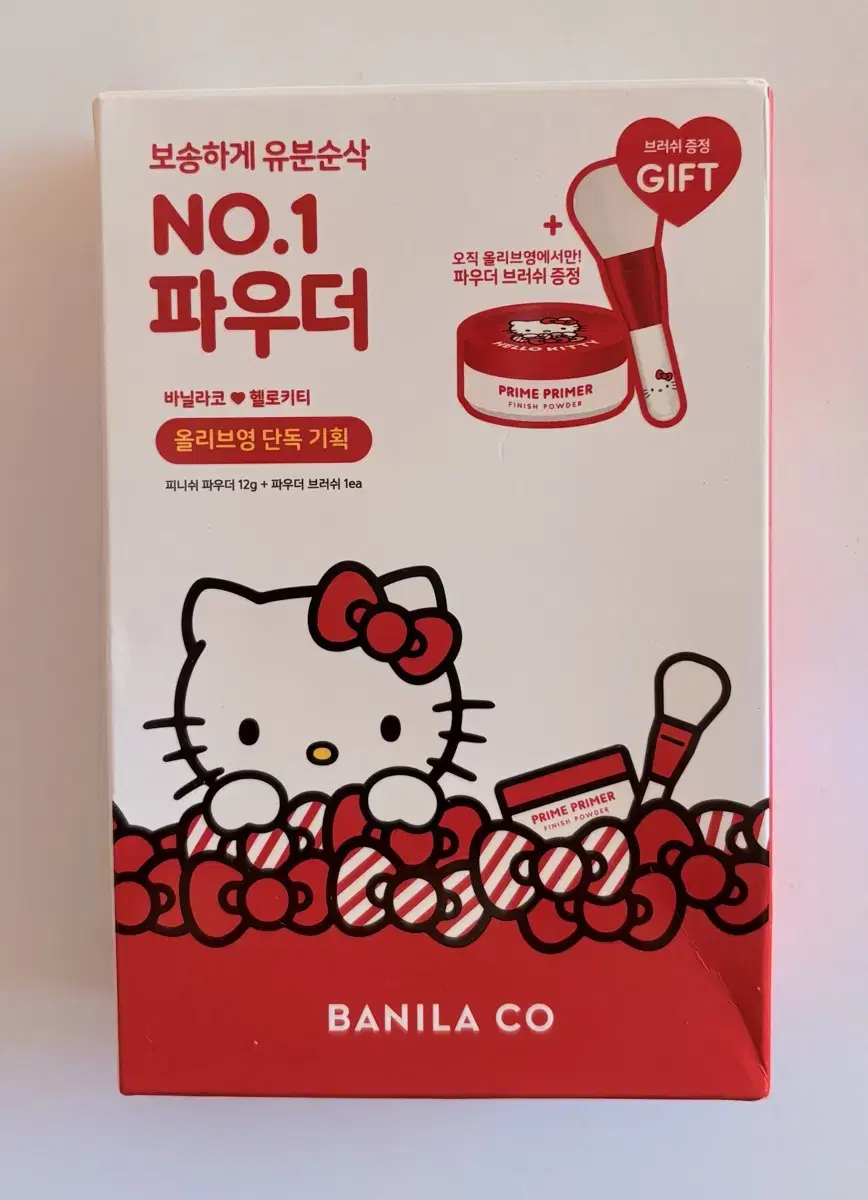 보송하게 유분순삭
NO.1
파우더
바닐라코 ♥ 헬로키티
올리브영 단독 기획
피니쉬 파우더 12g + 파우더 브러쉬 1ea
브러쉬 증정
GIFT
+
오직 올리브영에서만!
파우더 브러쉬 증정
HELLO KITTY
PRIME PRIMER
FINISH POWDER
PRIME PRIMER
FINISH POWDER
BANILA CO